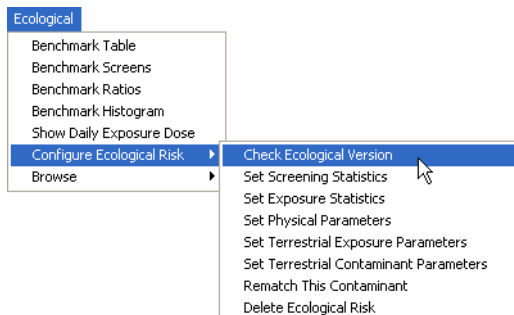 Ecological
Benchmark Table
Benchmark Screens
Benchmark Ratios
Benchmark Histogram
Show Daily Exposure Dose
Configure Ecological Risk
Browse
Check Ecological Version
Set Screening Statistics
Set Exposure Statistics
Set Physical Parameters
Set Terrestrial Exposure Parameters
Set Terrestrial Contaminant Parameters
Rematch This Contaminant
Delete Ecological Risk